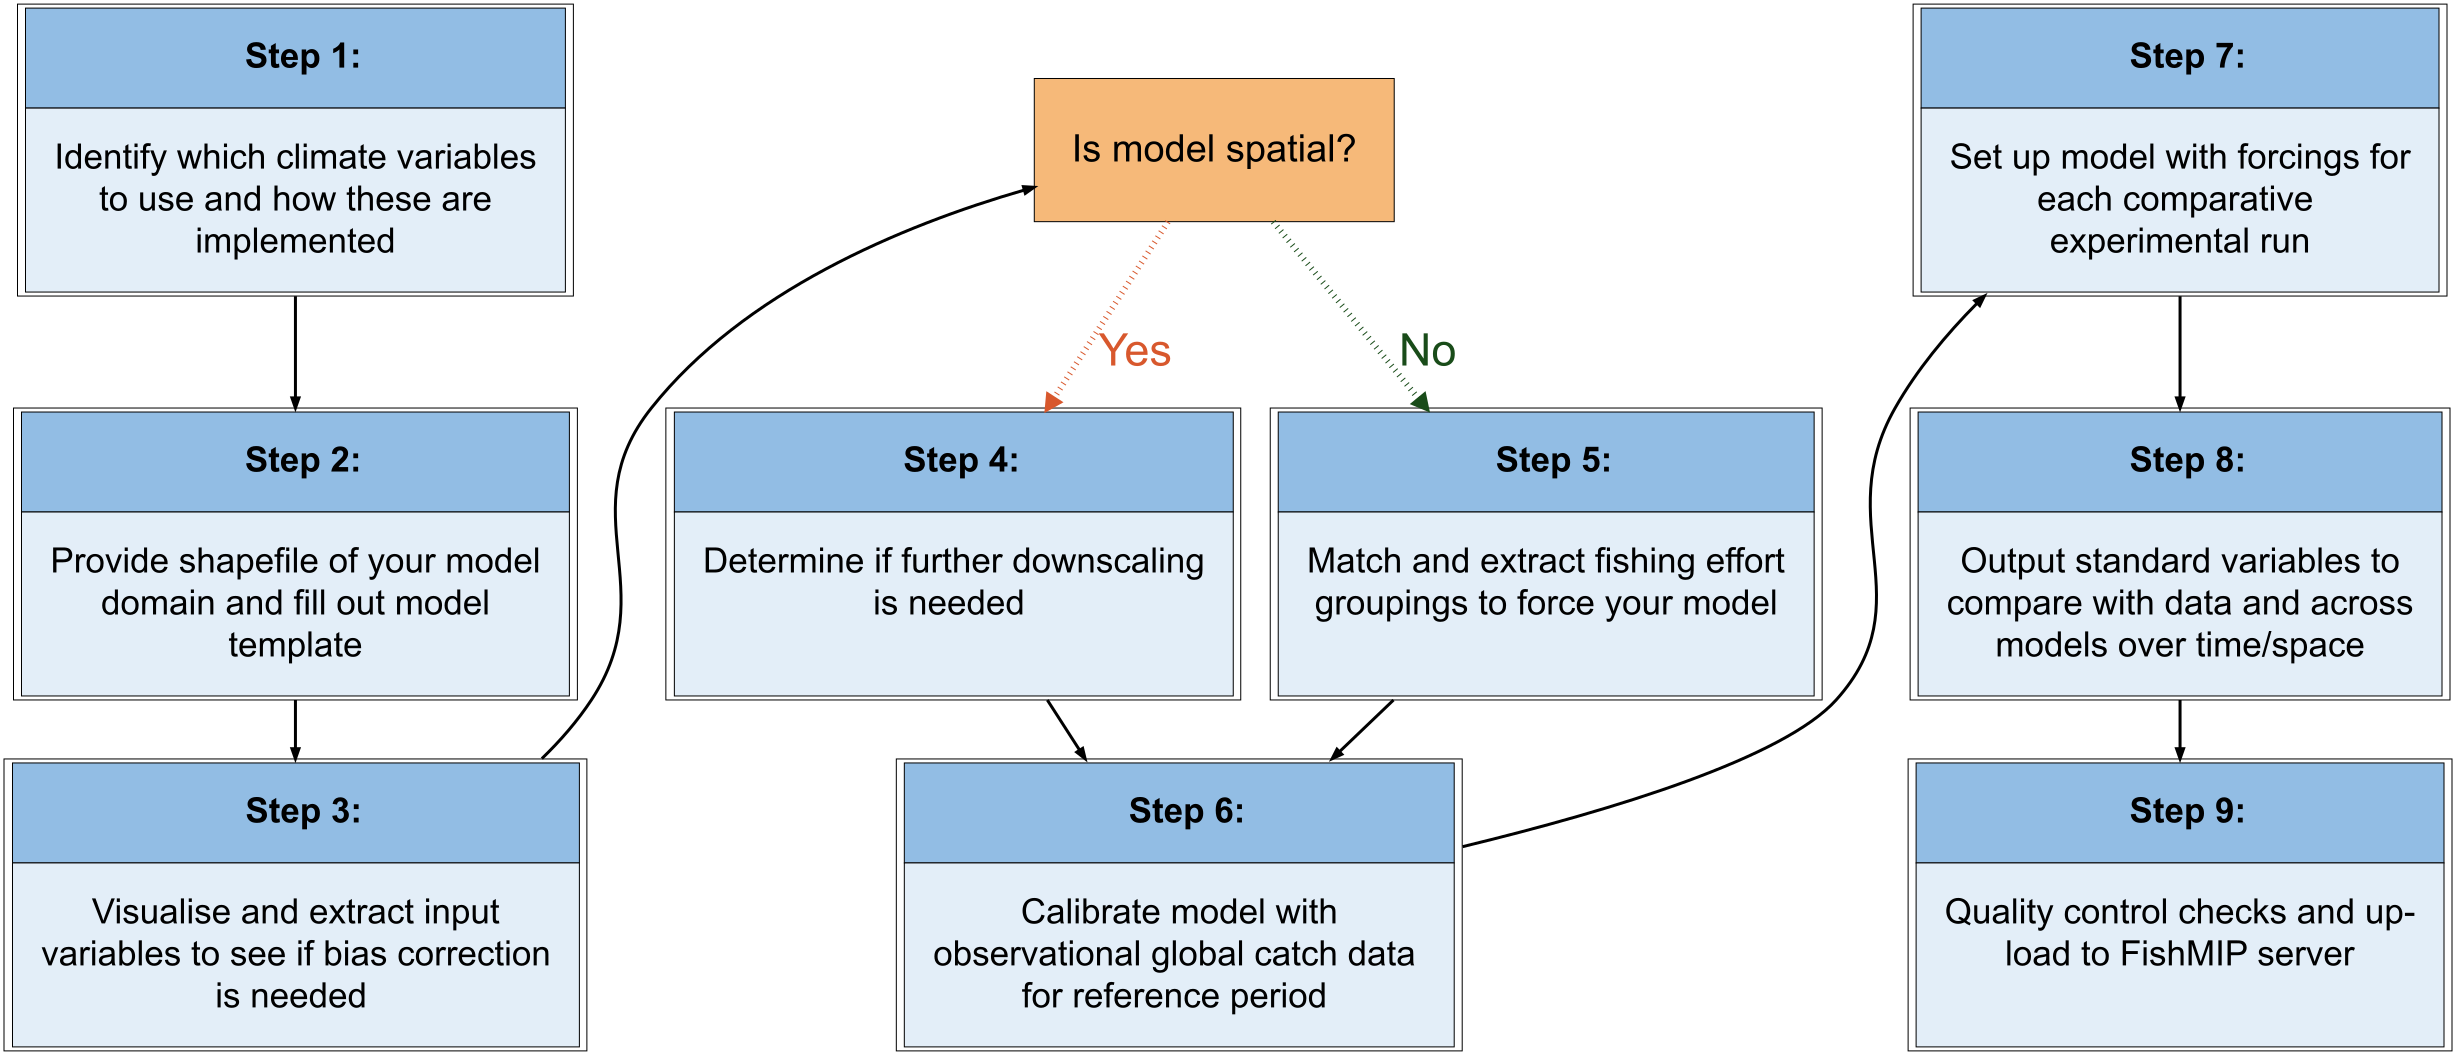 Step 1:
Identify which climate variables
to use and how these are
implemented
Step 2:
Provide shapefile of your model
domain and fill out model
template
Step 3:
Visualise and extract input
variables to see if bias correction
is needed
Is model spatial?
Yes
No
Step 4:
Determine if further downscaling
is needed
Step 5:
Match and extract fishing effort
groupings to force your model
Step 6:
Calibrate model with
observational global catch data
for reference period
Step 7:
Set up model with forcings for
each comparative
experimental run
Step 8:
Output standard variables to
compare with data and across
models over time/space
Step 9:
Quality control checks and up-
load to FishMIP server